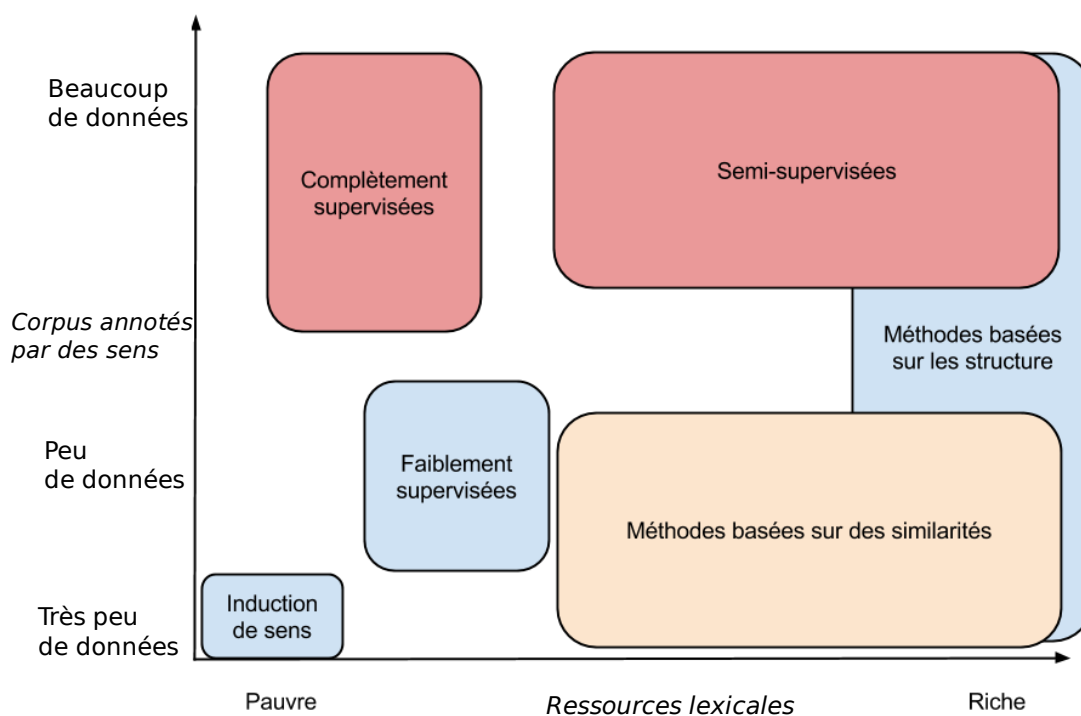 Beaucoup
de données
Complètement
supervisées
Semi-supervisées
Corpus annotés
par des sens
Méthodes basées
sur les structure
Peu
de données
Faiblement
supervisées
Méthodes basées sur des similarités
Induction
de sens
Très peu
de données
Pauvre
Ressources lexicales
Riche